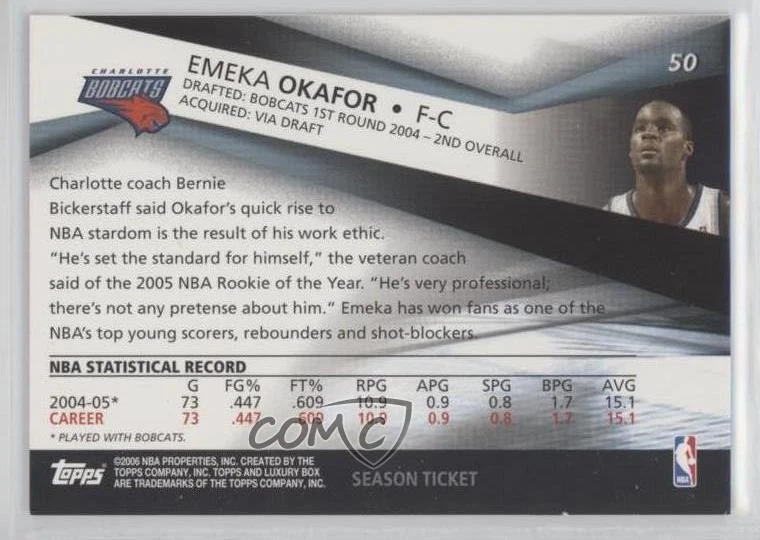 50
CHARLOTTE
BOBCATS
EMEKA OKAFOR • F-C
DRAFTED: BOBCATS 1ST ROUND 2004 – 2ND OVERALL
ACQUIRED: VIA DRAFT
Charlotte coach Bernie
Bickerstaff said Okafor's quick rise to
NBA stardom is the result of his work ethic.
"He's set the standard for himself," the veteran coach
said of the 2005 NBA Rookie of the Year. "He's very professional;
there's not any pretense about him." Emeka has won fans as one of the
NBA's top young scorers, rebounders and shot-blockers.
NBA STATISTICAL RECORD
G FG% FT% RPG APG SPG BPG AVG
2004-05* 73 .447 .609 10.9 0.9 0.8 1.7 15.1
CAREER 73 .447 .609 10.9 0.9 0.8 1.7 15.1
* PLAYED WITH BOBCATS.
COMC
Topps
©2006 NBA PROPERTIES, INC. CREATED BY THE
TOPPS COMPANY, INC. TOPPS AND LUXURY BOX
ARE TRADEMARKS OF THE TOPPS COMPANY, INC.
SEASON TICKET
NBA